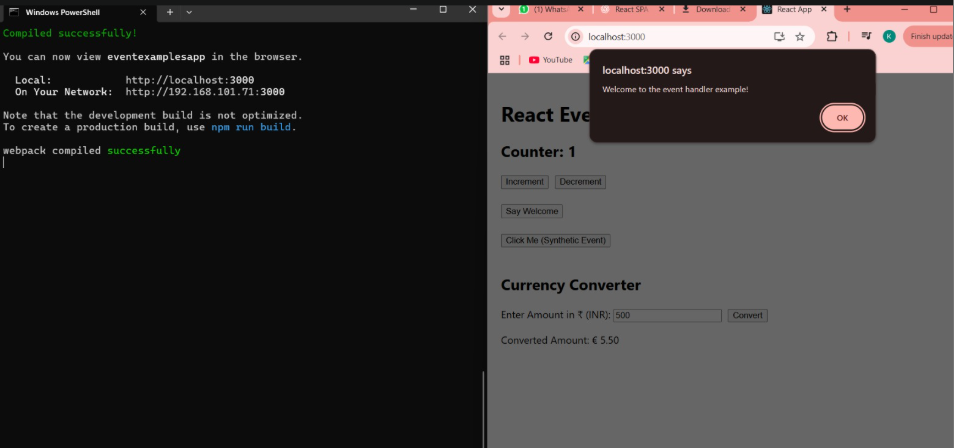 Windows PowerShell
Compiled successfully!
You can now view eventexamplesapp in the browser.
Local: http://localhost:3000
On Your Network: http://192.168.101.71:3000
Note that the development build is not optimized.
To create a production build, use npm run build.
webpack compiled successfully
(1) Whats
React SPA
Download
React App
localhost:3000
K
Finish updat
YouTube
localhost:3000 says
Welcome to the event handler example!
OK
React Eve
Counter: 1
Increment Decrement
Say Welcome
Click Me (Synthetic Event)
Currency Converter
Enter Amount in ₹ (INR): 500 Convert
Converted Amount: € 5.50